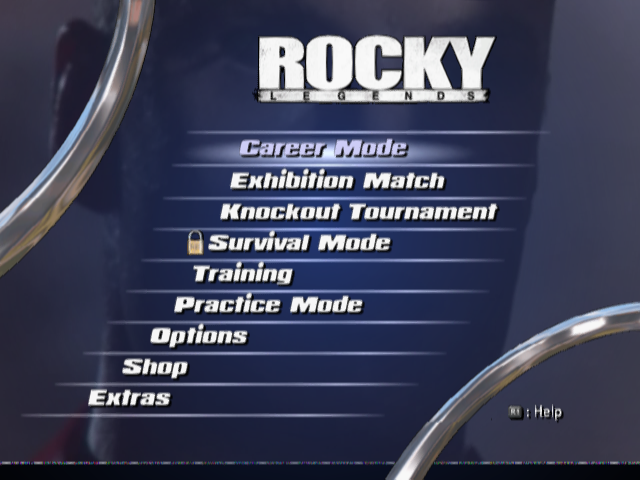 ROCKY
LEGENDS
Career Mode
Exhibition Match
Knockout Tournament
Survival Mode
Training
Practice Mode
Options
Shop
Extras
: Help